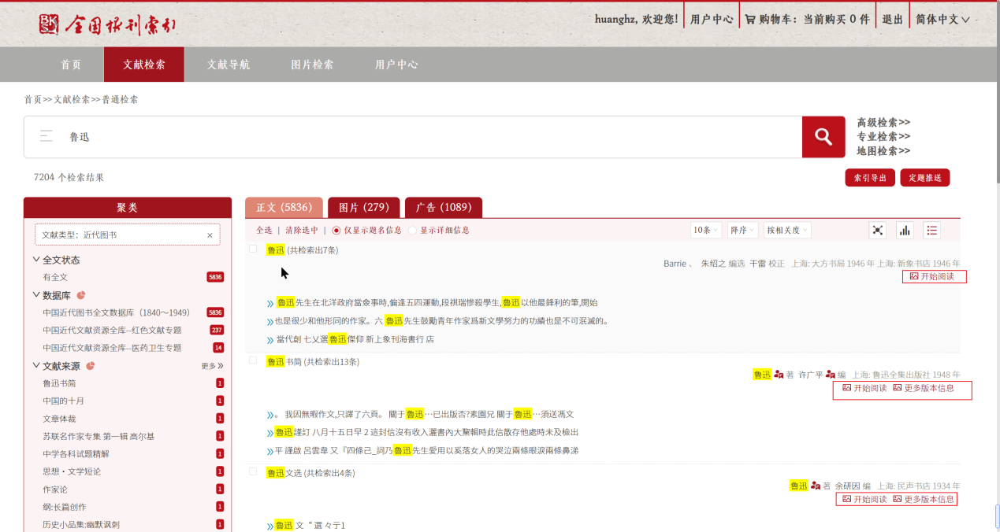 BKSY 全国报刊索引
huanghz, 欢迎您! 用户中心 购物车：当前购买 0 件 退出 简体中文
首页 文献检索 文献导航 图片检索 用户中心
首页>>文献检索>>普通检索
鲁迅
高级检索>>
专业检索>>
地图检索>>
7204 个检索结果
索引导出 定题推送
聚类
文献类型：近代图书 ×
全文状态
有全文 5836
数据库
中国近代图书全文数据库（1840～1949） 5836
中国近代文献资源全库--红色文献专题 237
中国近代文献资源全库--医药卫生专题 14
文献来源 更多
鲁迅书简 1
中国的十月 1
文章体裁 1
苏联名作家专集 第一辑 高尔基 1
中学各科试题精解 1
思想・文学短论 1
作家论 1
纲:长篇创作 1
历史小品集:幽默讽刺 1
正文 (5836) 图片 (279) 广告 (1089)
全选 | 清除选中 | 仅显示题名信息 显示详细信息 10条 降序 按相关度
鲁迅 (共检索出7条)
Barrie 、 朱绍之 编选 干雷 校正 上海: 大方书局 1946 年 上海: 新象书店 1946 年
开始阅读
魯迅先生在北洋政府當僉事時,偏逢五四運動,段祺瑞慘殺學生,魯迅以他最鋒利的筆,開始
也是很少和他形同的作家。六 魯迅先生鼓勵青年作家爲新文學努力的功績也是不可泯滅的。
當代創 七乂選魯迅傑仰 新上象刊海書行 店
鲁迅书简 (共检索出13条)
鲁迅 著 许广平 编 上海: 鲁迅全集出版社 1948 年
开始阅读 更多版本信息
。 我因無暇作文,只譯了六頁。 關于魯迅…已出版否?素園兄 關于魯迅…須送馮文
魯迅謹訂 八月十五日早 2 這封信沒有收入灑書內大黨輯時此信散存他處時未及檢出
平 謹啟 呂雲韋 又『四條己_詞乃魯迅先生愛用以奚落女人的哭泣兩條眼淚兩條鼻涕
鲁迅文选 (共检索出4条)
鲁迅 著 余研因 编 上海: 民声书店 1934 年
开始阅读 更多版本信息
魯迅 文 “ 選 々亍1